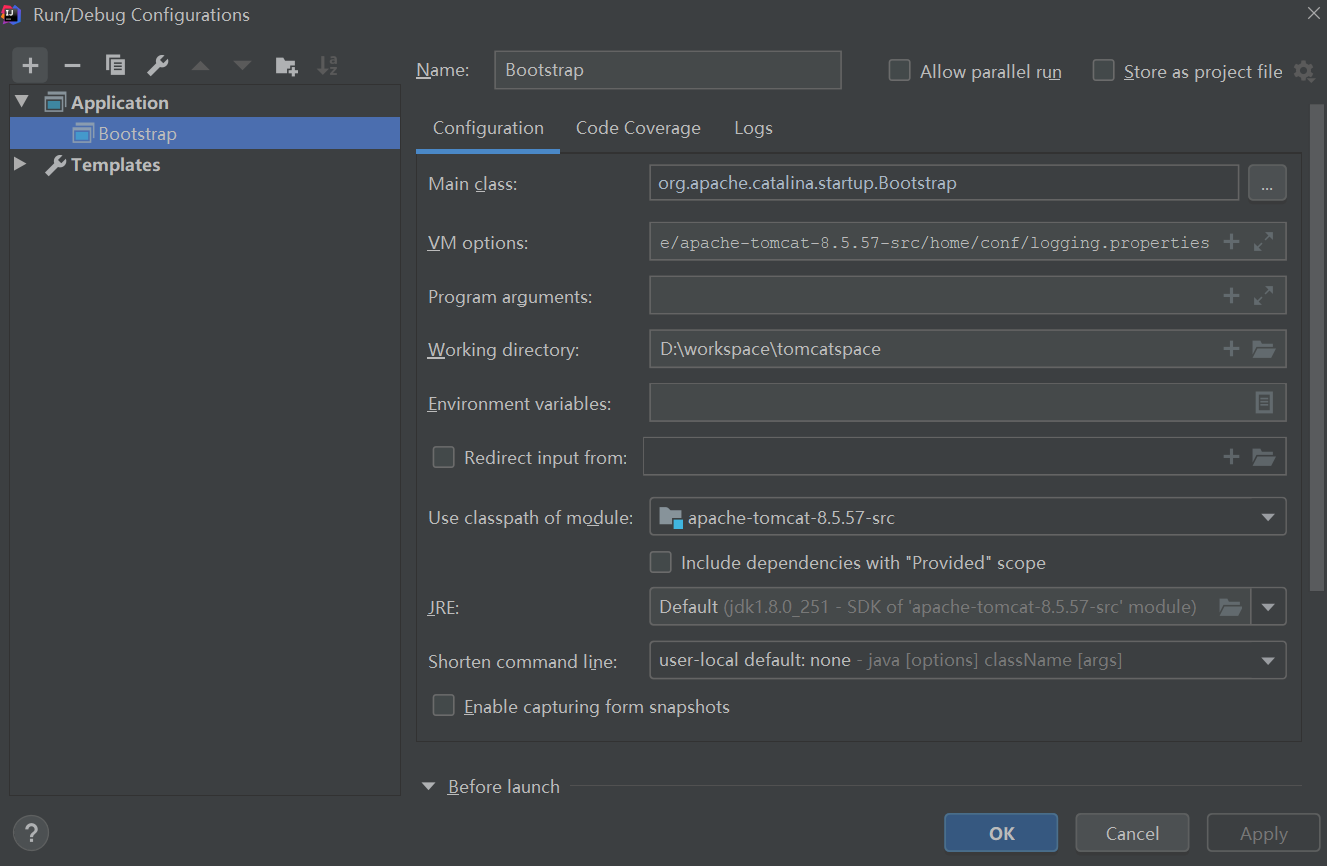 Run/Debug Configurations
Name: Bootstrap Allow parallel run Store as project file
Application
Bootstrap
Templates
Configuration Code Coverage Logs
Main class: org.apache.catalina.startup.Bootstrap ...
VM options: e/apache-tomcat-8.5.57-src/home/conf/logging.properties
Program arguments:
Working directory: D:\workspace\tomcatspace
Environment variables:
Redirect input from:
Use classpath of module: apache-tomcat-8.5.57-src
Include dependencies with "Provided" scope
JRE: Default (jdk1.8.0_251 - SDK of 'apache-tomcat-8.5.57-src' module)
Shorten command line: user-local default: none - java [options] className [args]
Enable capturing form snapshots
Before launch
? OK Cancel Apply